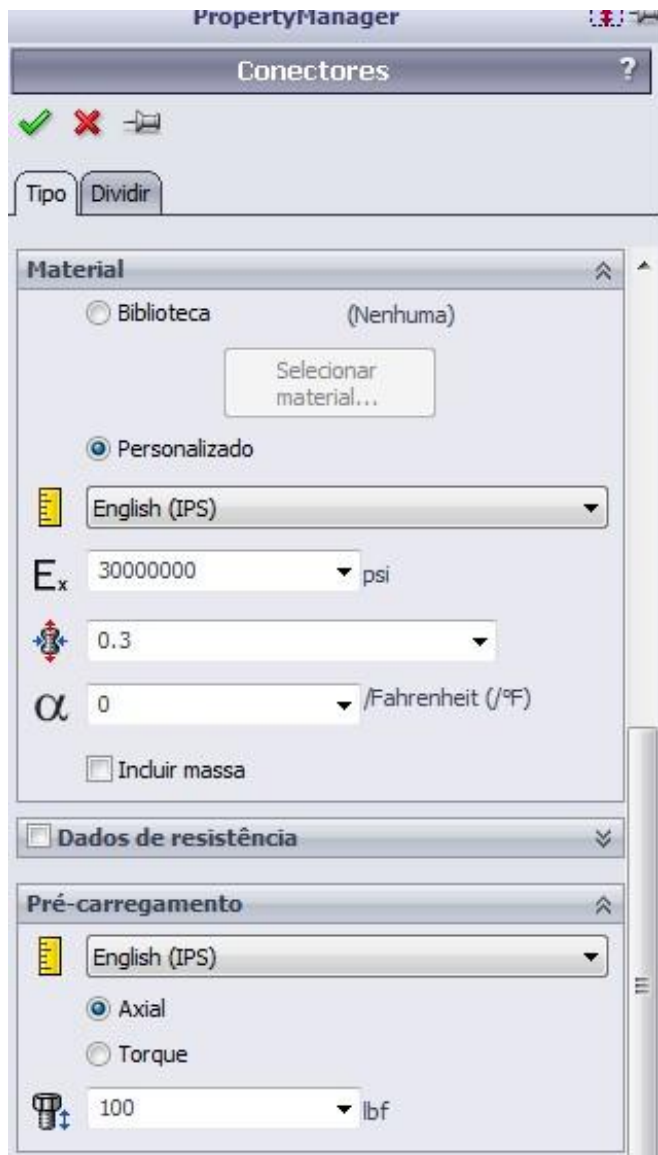 PropertyManager
Conectores ?
Tipo Dividir
Material
Biblioteca (Nenhuma)
Selecionar
material...
Personalizado
English (IPS)
Ex 30000000 psi
0.3
α 0 /Fahrenheit (/°F)
Incluir massa
Dados de resistência
Pré-carregamento
English (IPS)
Axial
Torque
100 lbf